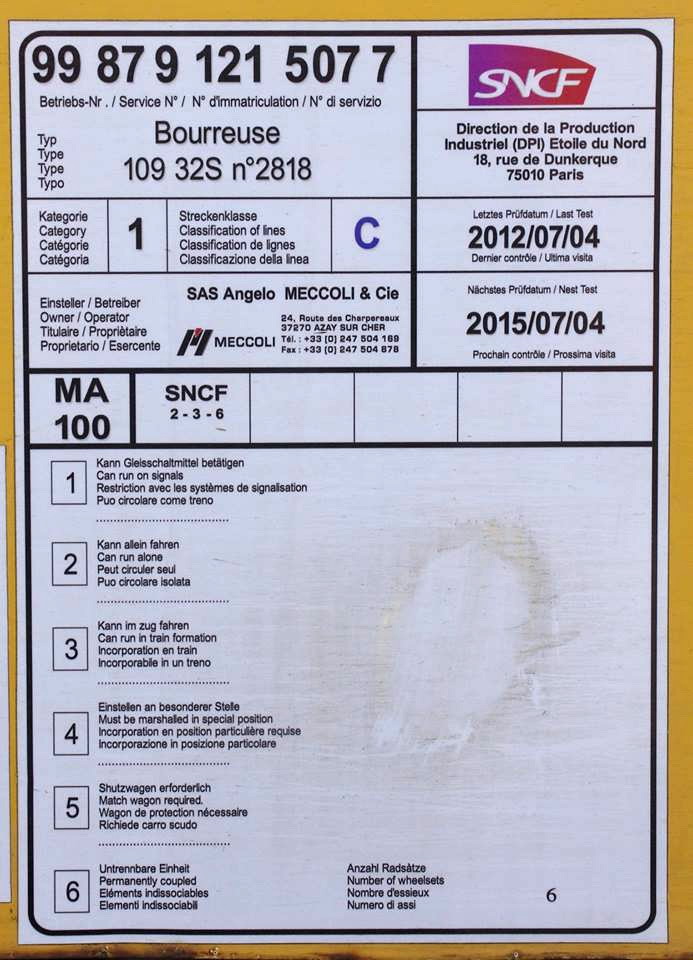 99 87 9 121 507 7
Betriebs-Nr . / Service N° / N° d'immatriculation / N° di servizio
Typ
Type
Type
Typo
Bourreuse
109 32S n°2818
SNCF
Direction de la Production
Industriel (DPI) Etoile du Nord
18, rue de Dunkerque
75010 Paris
Kategorie
Category
Catégorie
Catégoria
1
Streckenklasse
Classification of lines
Classification de lignes
Classificazione della linea
C
Letztes Prüfdatum / Last Test
2012/07/04
Dernier contrôle / Ultima visita
Einsteller / Betreiber
Owner / Operator
Titulaire / Propriètaire
Proprietario / Esercente
SAS Angelo MECCOLI & Cie
MECCOLI
24, Route des Charpereaux
37270 AZAY SUR CHER
Tél. : +33 (0) 247 504 169
Fax : +33 (0) 247 504 878
Nächstes Prüfdatum / Nest Test
2015/07/04
Prochain contrôle / Prossima visita
MA
100
SNCF
2 - 3 - 6
1
Kann Gleisschaltmittel betätigen
Can run on signals
Restriction avec les systèmes de signalisation
Puo circolare come treno
2
Kann allein fahren
Can run alone
Peut circuler seul
Puo circolare isolata
3
Kann im zug fahren
Can run in train formation
Incorporation en train
Incorporabile in un treno
4
Einstellen an besonderer Stelle
Must be marshalled in special position
Incorporation en position particulière requise
Incorporazione in posizione particolare
5
Shutzwagen erforderlich
Match wagon required.
Wagon de protection nécessaire
Richiede carro scudo
6
Untrennbare Einheit
Permanently coupled
Eléments indissociables
Elementi indissociabili
Anzahl Radsàtze
Number of wheelsets
Nombre d'essieux
Numero di assi
6